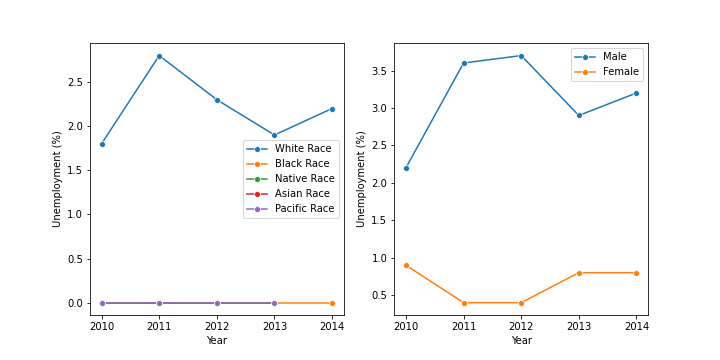 Unemployment (%)
2.5
2.0
1.5
1.0
0.5
0.0
2010
2011
2012
2013
2014
Year
White Race
Black Race
Native Race
Asian Race
Pacific Race
Unemployment (%)
3.5
3.0
2.5
2.0
1.5
1.0
0.5
2010
2011
2012
2013
2014
Year
Male
Female